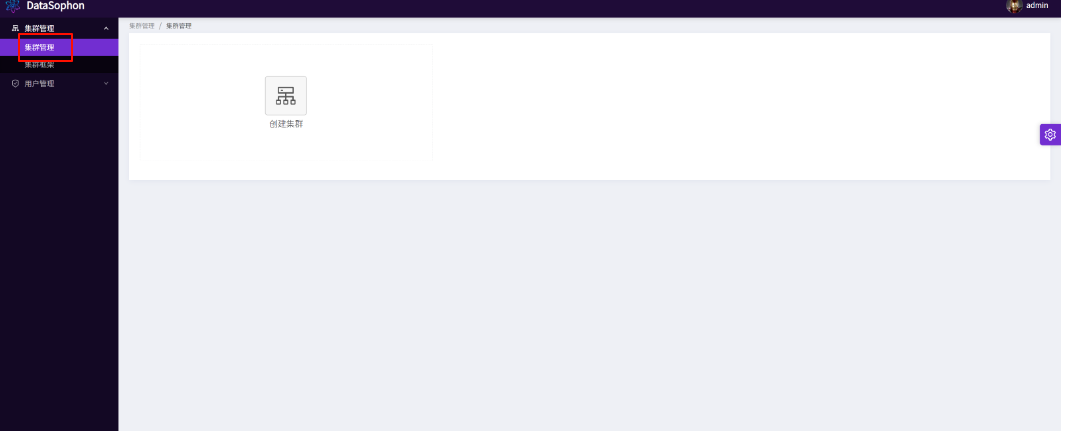 DataSophon
admin
集群管理
集群管理 / 集群管理
集群管理
集群框架
用户管理
创建集群